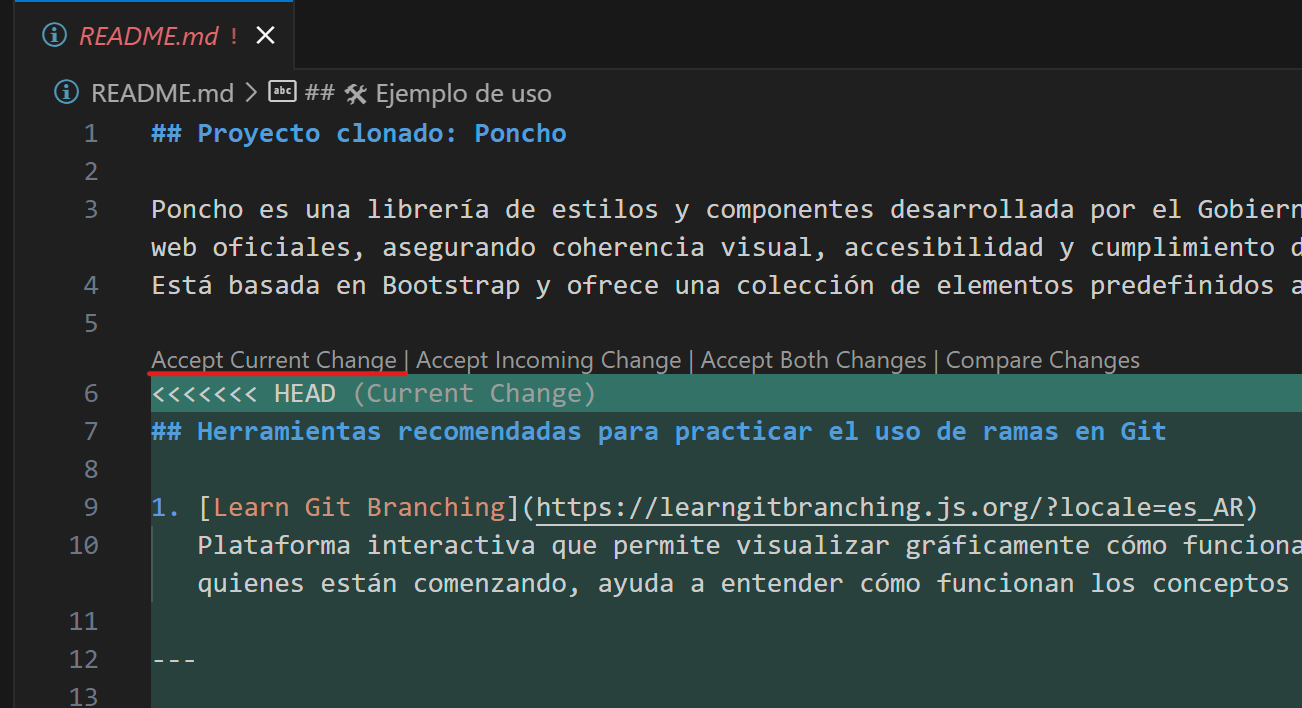 README.md !
README.md > ## 🛠 Ejemplo de uso
1 ## Proyecto clonado: Poncho
2
3 Poncho es una librería de estilos y componentes desarrollada por el Gobiern
web oficiales, asegurando coherencia visual, accesibilidad y cumplimiento d
4 Está basada en Bootstrap y ofrece una colección de elementos predefinidos a
5
Accept Current Change | Accept Incoming Change | Accept Both Changes | Compare Changes
6 <<<<<<< HEAD (Current Change)
7 ## Herramientas recomendadas para practicar el uso de ramas en Git
8
9 1. [Learn Git Branching](https://learngitbranching.js.org/?locale=es_AR)
10 Plataforma interactiva que permite visualizar gráficamente cómo funciona
quienes están comenzando, ayuda a entender cómo funcionan los conceptos
11
12 ---
13